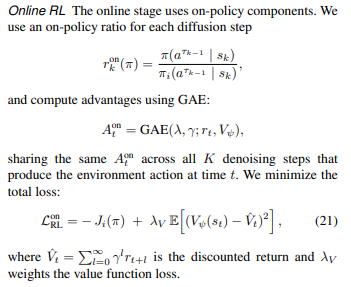 Online RL The online stage uses on-policy components. We
use an on-policy ratio for each diffusion step
r_k^{on}(π) = π(a^{τ_{k-1}} | s_k) / π_i(a^{τ_{k-1}} | s_k),
and compute advantages using GAE:
A_t^{on} = GAE(λ, γ; r_t, V_ψ),
sharing the same A_t^{on} across all K denoising steps that
produce the environment action at time t. We minimize the
total loss:
L_{RL}^{on} = − J_i(π) + λ_V 𝔼[(V_ψ(s_t) − V̂_t)²], (21)
where V̂_t = ∑_{l=0}^{∞} γ^l r_{t+l} is the discounted return and λ_V
weights the value function loss.